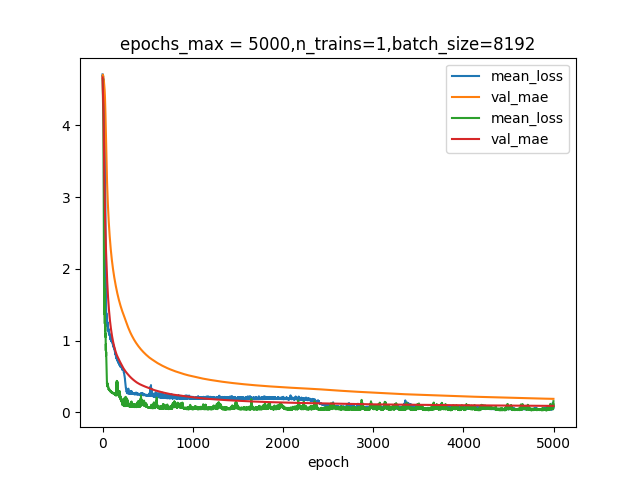 epochs_max = 5000,n_trains=1,batch_size=8192
mean_loss
val_mae
mean_loss
val_mae
4
3
2
1
0
0 1000 2000 3000 4000 5000
epoch